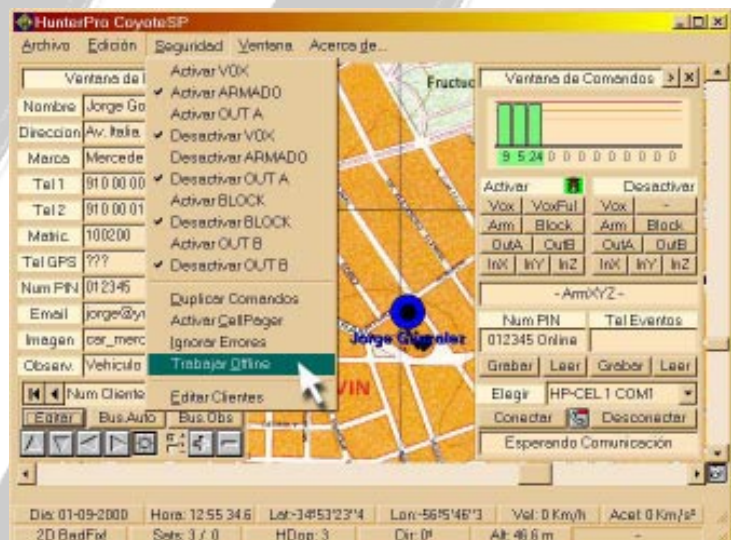 HunterPro CoyoteSP
Archivo Edición Seguridad Ventana Acerca de...
Ventana de
Nombre Jorge Go
Direccion Av. Italia
Marca Mercede
Tel 1 910 00 00
Tel 2 910 00 01
Matric. 100200
Tel GPS ???
Num PIN 012345
Email jorge@y
Imagen car_merc
Observ. Vehiculo
Num Cliente
Editar Bus.Auto Bus.Obs
Activar VOX
Activar ARMADO
Activar OUT A
Desactivar VOX
Desactivar ARMADO
Desactivar OUT A
Activar BLOCK
Desactivar BLOCK
Activar OUT B
Desactivar OUT B
Duplicar Comandos
Activar CellPager
Ignorar Errores
Trabajar Offline
Editar Clientes
Fructuo
Jorge
VIN
Ventana de Comandos
9 5 24 0 0 0 0 0 0 0 0 0
Activar Desactivar
Vox VoxFul Vox -
Arm Block Arm Block
OutA OutB OutA OutB
InX InY InZ InX InY InZ
- ArmXYZ -
Num PIN Tel Eventos
012345 Online
Grabar Leer Grabar Leer
Elegir HP-CEL 1 COM1
Conectar Desconectar
Esperando Comunicación
Dia: 01-09-2000 Hora: 12:55 34.6 Lat:-34º53'23''4 Lon:-56º5'46''3 Vel: 0 Km/h Acel: 0 Km/s²
2D BadFix! Sats: 3 / 0 HDop: 3 Dir: 0º Alt: 46.6 m -